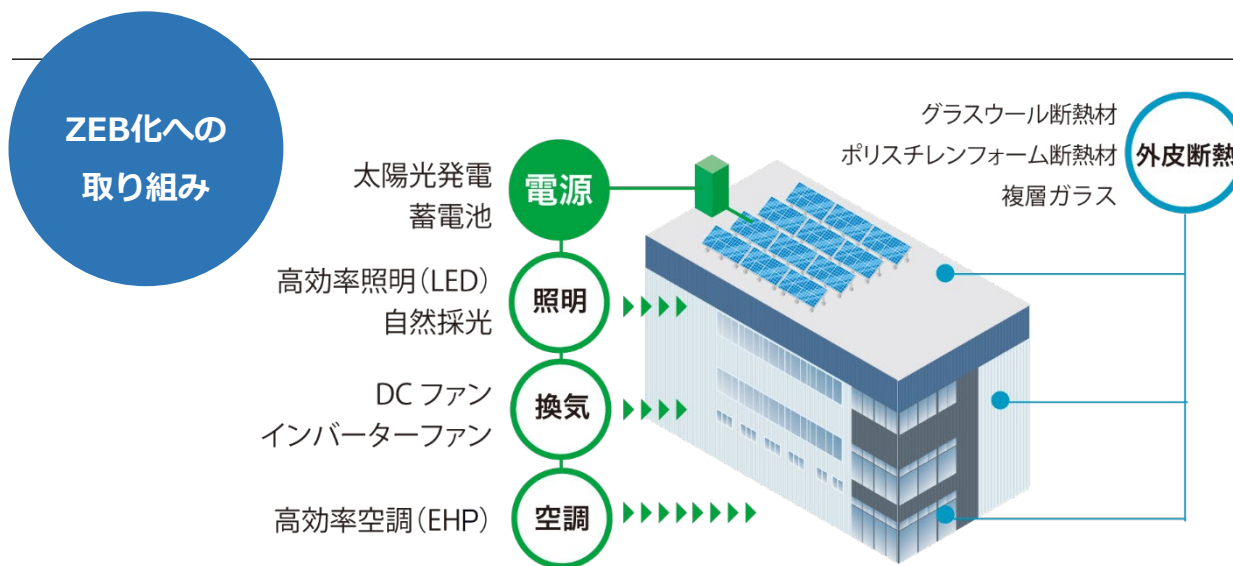 ZEB化への
取り組み
太陽光発電
蓄電池
電源
高効率照明(LED)
自然採光
照明
DC ファン
インバーターファン
換気
高効率空調(EHP)
空調
グラスウール断熱材
ポリスチレンフォーム断熱材
複層ガラス
外皮断熱